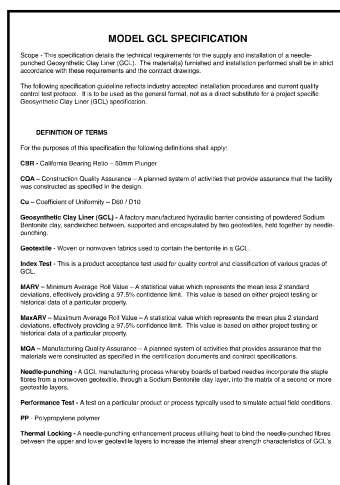 MODEL GCL SPECIFICATION
Scope - This specification details the technical requirements for the supply and installation of a needle-
punched Geosynthetic Clay Liner (GCL). The material(s) furnished and installation performed shall be in strict
accordance with these requirements and the contract drawings.
The following specification guideline reflects industry accepted installation procedures and current quality
control test protocol. It is to be used as the general format, not as a direct substitute for a project specific
Geosynthetic Clay Liner (GCL) specification.
DEFINITION OF TERMS
For the purposes of this specification the following definitions shall apply:
CBR - California Bearing Ratio – 50mm Plunger
CQA – Construction Quality Assurance – A planned system of activities that provide assurance that the facility
was constructed as specified in the design.
Cu – Coefficient of Uniformity – D60 / D10
Geosynthetic Clay Liner (GCL) - A factory manufactured hydraulic barrier consisting of powdered Sodium
Bentonite clay, sandwiched between, supported and encapsulated by two geotextiles, held together by needle-
punching.
Geotextile - Woven or nonwoven fabrics used to contain the bentonite in a GCL.
Index Test - This is a product acceptance test used for quality control and classification of various grades of
GCL.
MARV – Minimum Average Roll Value – A statistical value which represents the mean less 2 standard
deviations, effectively providing a 97.5% confidence limit. This value is based on either project testing or
historical data of a particular property.
MaxARV – Maximum Average Roll Value – A statistical value which represents the mean plus 2 standard
deviations, effectively providing a 97.5% confidence limit. This value is based on either project testing or
historical data of a particular property.
MQA – Manufacturing Quality Assurance – A planned system of activities that provides assurance that the
materials were constructed as specified in the certification documents and contract specifications.
Needle-punching - A GCL manufacturing process whereby boards of barbed needles incorporate the staple
fibres from a nonwoven geotextile, through a Sodium Bentonite clay layer, into the matrix of a second or more
geotextile layers.
Performance Test - A test on a particular product or process typically used to simulate actual field conditions.
PP - Polypropylene polymer
Thermal Locking - A needle-punching enhancement process utilising heat to bind the needle-punched fibres
between the upper and lower geotextile layers to increase the internal shear strength characteristics of GCL's